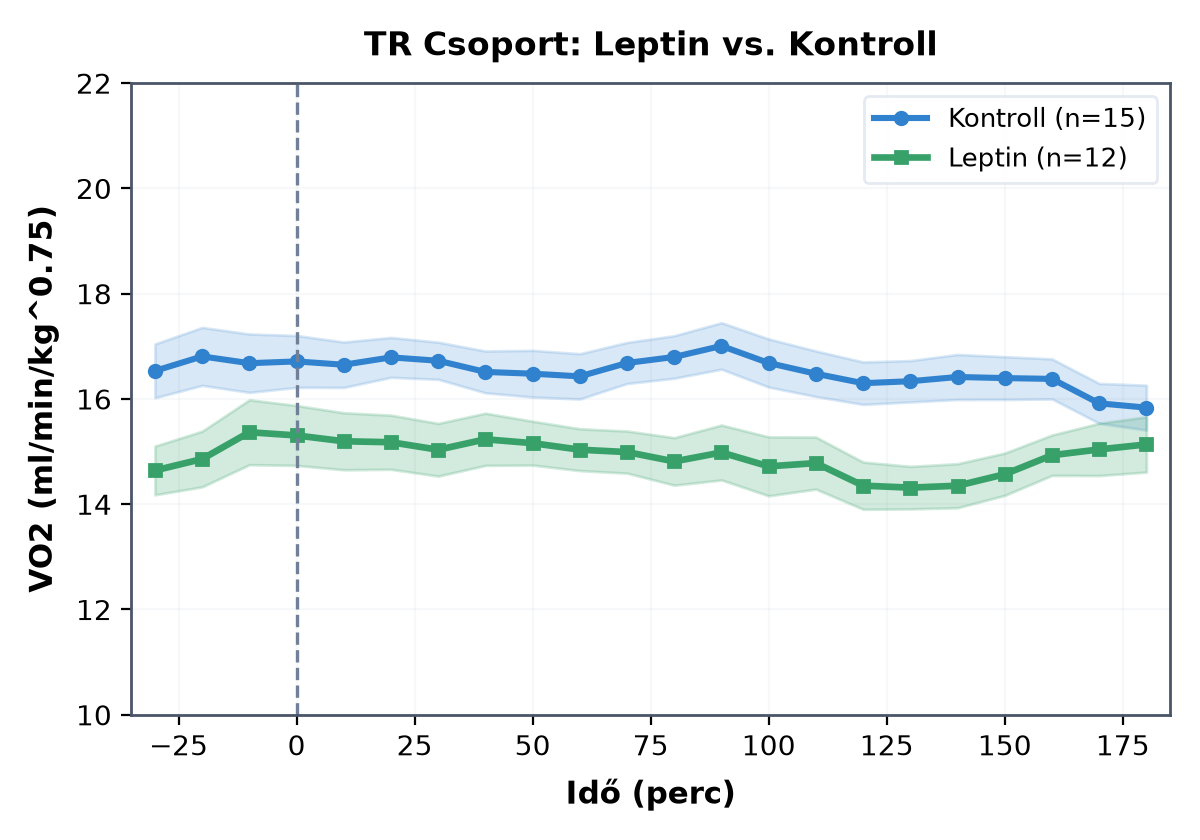 TR Csoport: Leptin vs. Kontroll
Kontroll (n=15)
Leptin (n=12)
VO2 (ml/min/kg^0.75)
22
20
18
16
14
12
10
−25 0 25 50 75 100 125 150 175
Idő (perc)